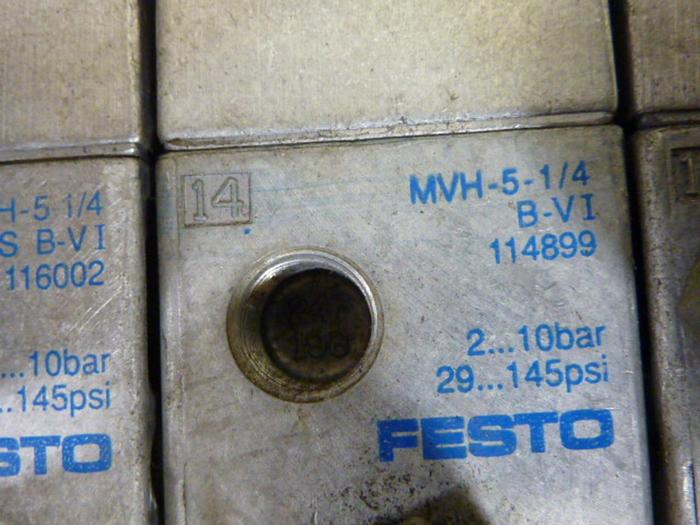 H-5 1/4
S B-VI
116002
...10bar
..145psi
STO
14
MVH-5-1/4
B-VI
114899
2...10bar
29...145psi
FESTO